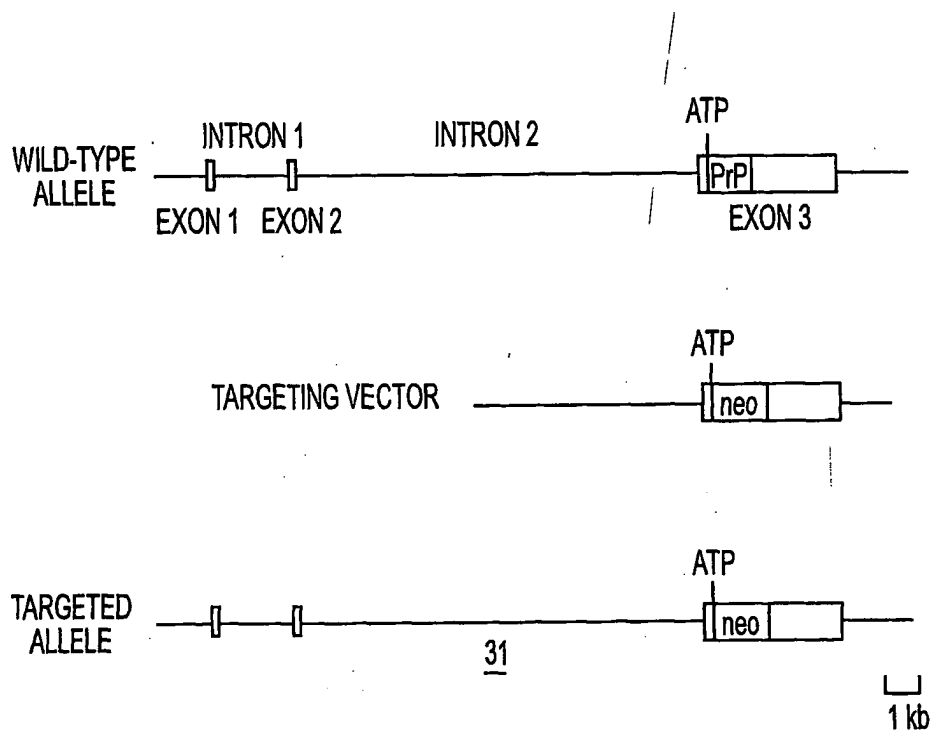 ATP
INTRON 1
INTRON 2
WILD-TYPE
ALLELE
PrP
EXON 1
EXON 2
EXON 3
ATP
TARGETING VECTOR
neo
ATP
TARGETED
ALLELE
neo
31
1 kb